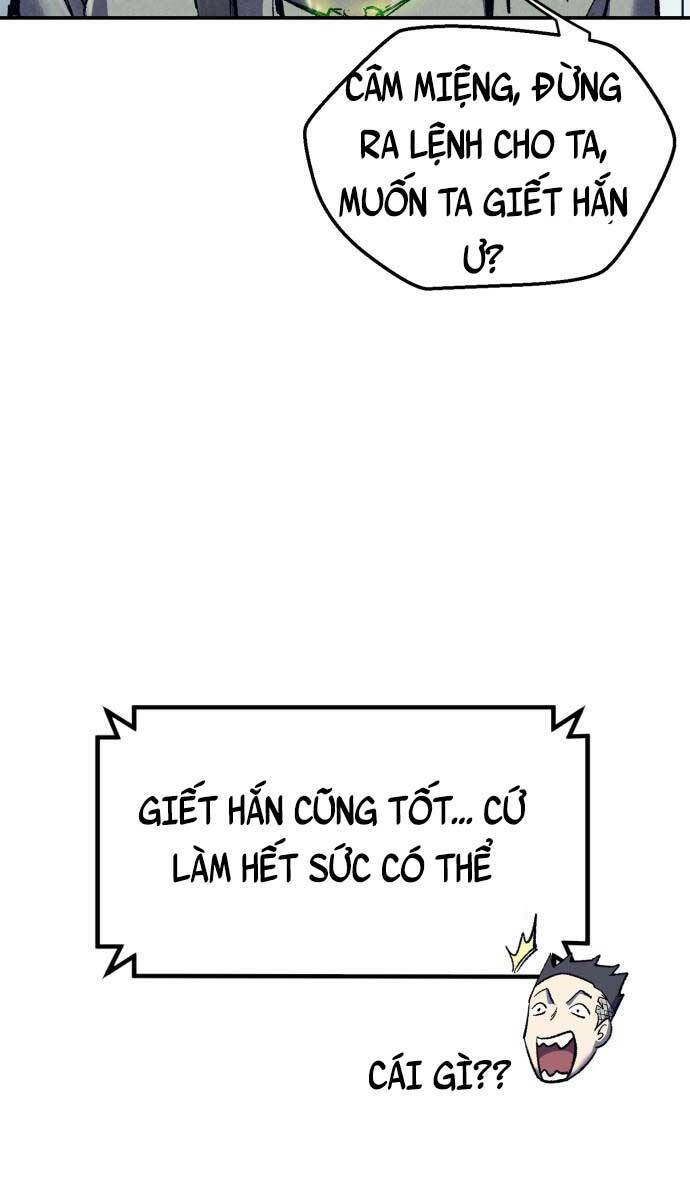 CÂM MIỆNG, ĐỪNG
RA LỆNH CHO TA,
MUỐN TA GIẾT HẮN
Ư?
GIẾT HẮN CŨNG TỐT... CỨ
LÀM HẾT SỨC CÓ THỂ
CÁI GÌ??